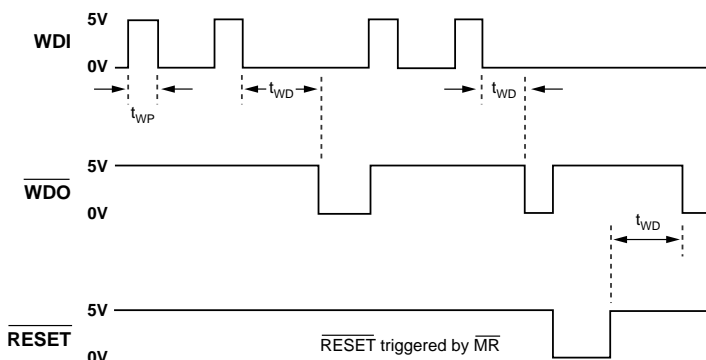 WDI
5V
0V
tWP
tWD
tWD
WDO
5V
0V
tWD
RESET
5V
0V
RESET triggered by MR